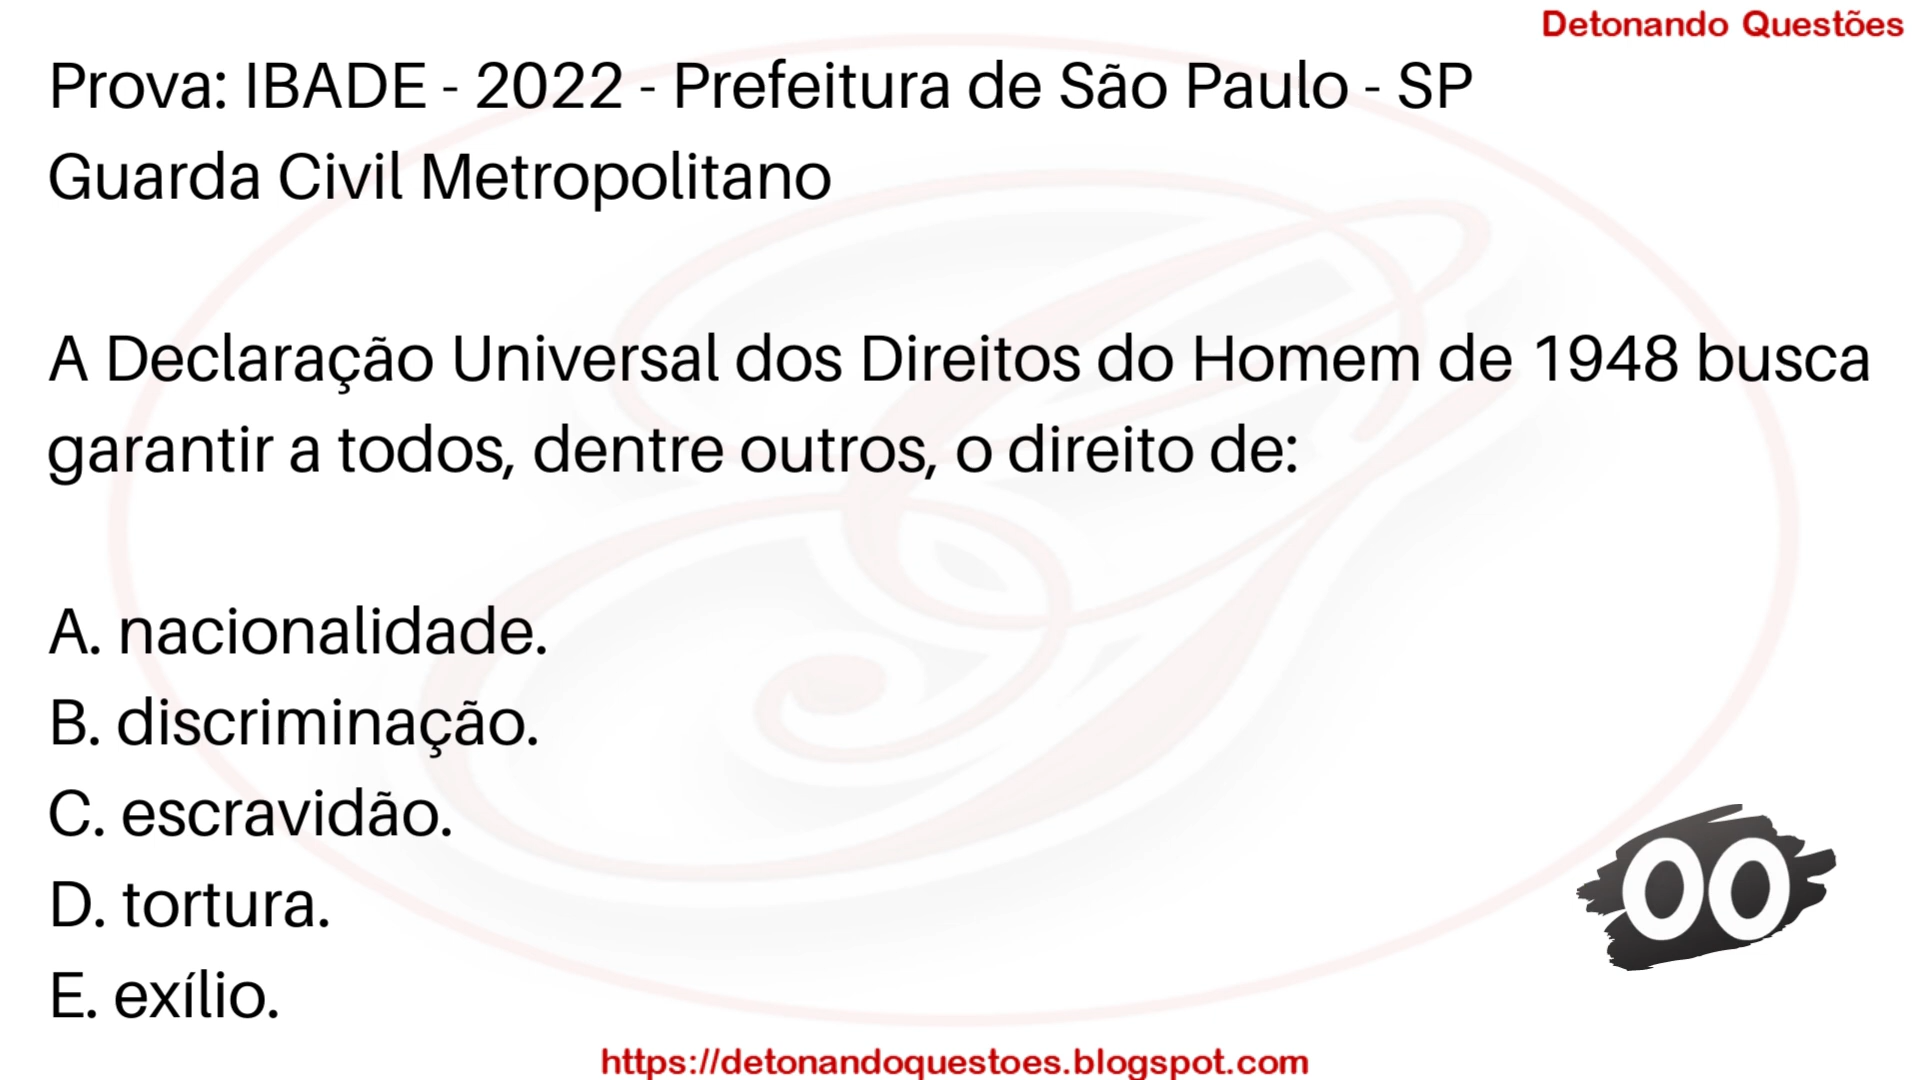 Detonando Questões
Prova: IBADE - 2022 - Prefeitura de São Paulo - SP
Guarda Civil Metropolitano
A Declaração Universal dos Direitos do Homem de 1948 busca
garantir a todos, dentre outros, o direito de:
A. nacionalidade.
B. discriminação.
C. escravidão.
D. tortura.
E. exílio.
00
https://detonandoquestoes.blogspot.com